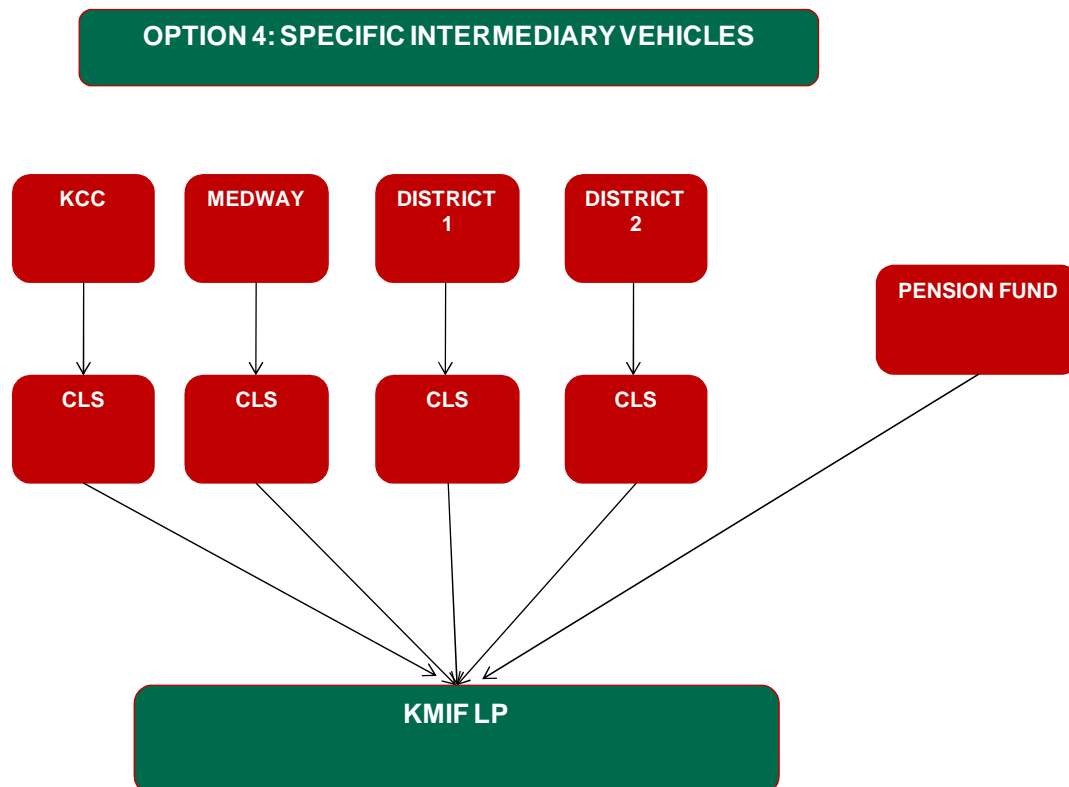 OPTION 4: SPECIFIC INTERMEDIARY VEHICLES
KCC
MEDWAY
DISTRICT
1
DISTRICT
2
PENSION FUND
CLS
CLS
CLS
CLS
KMIF LP